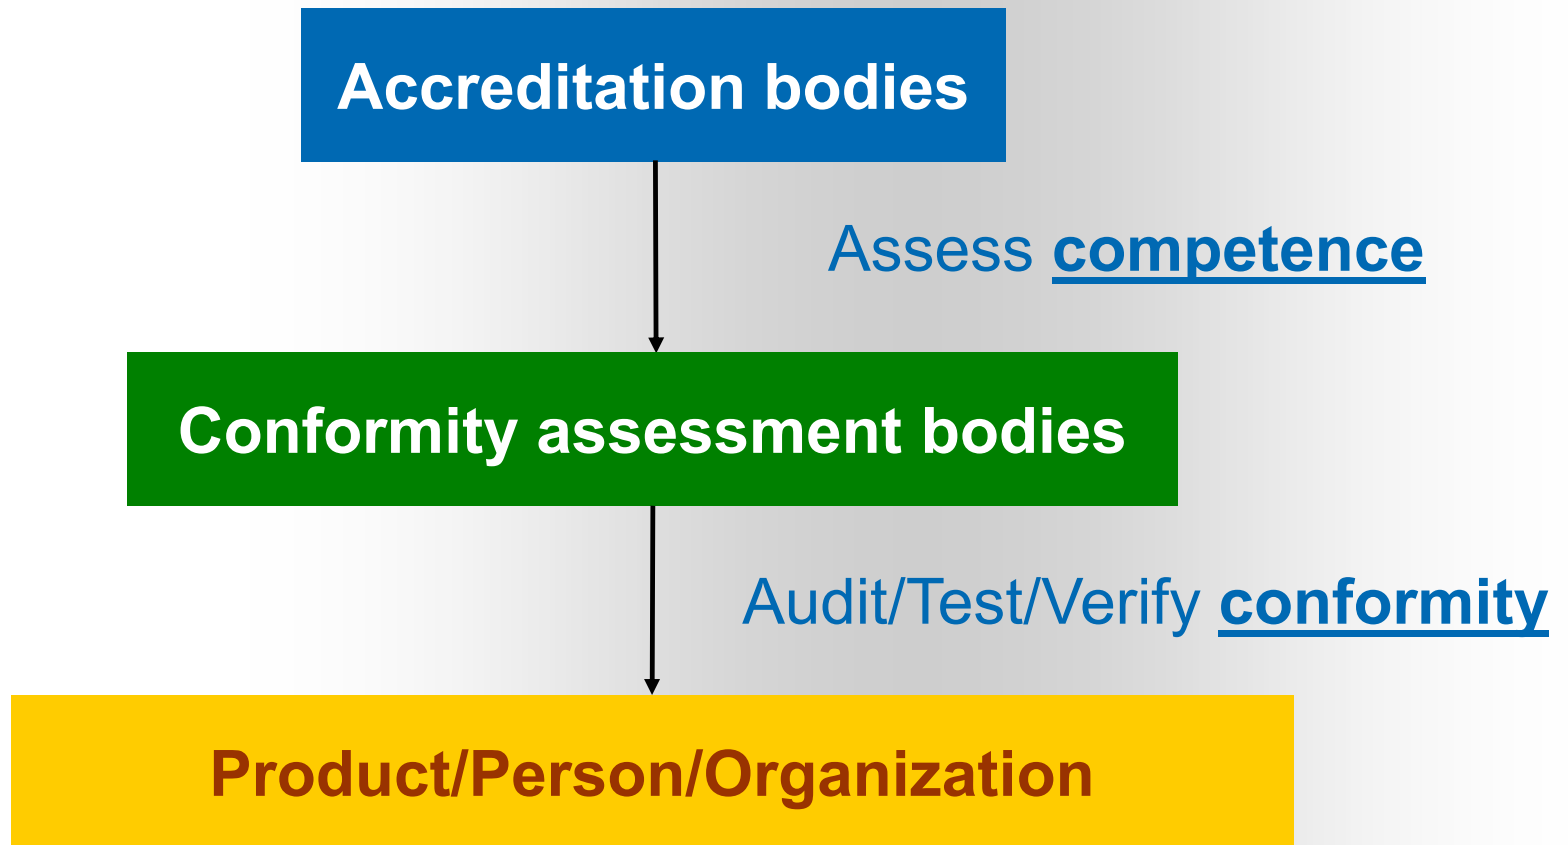 Accreditation bodies
Assess competence
Conformity assessment bodies
Audit/Test/Verify conformity
Product/Person/Organization